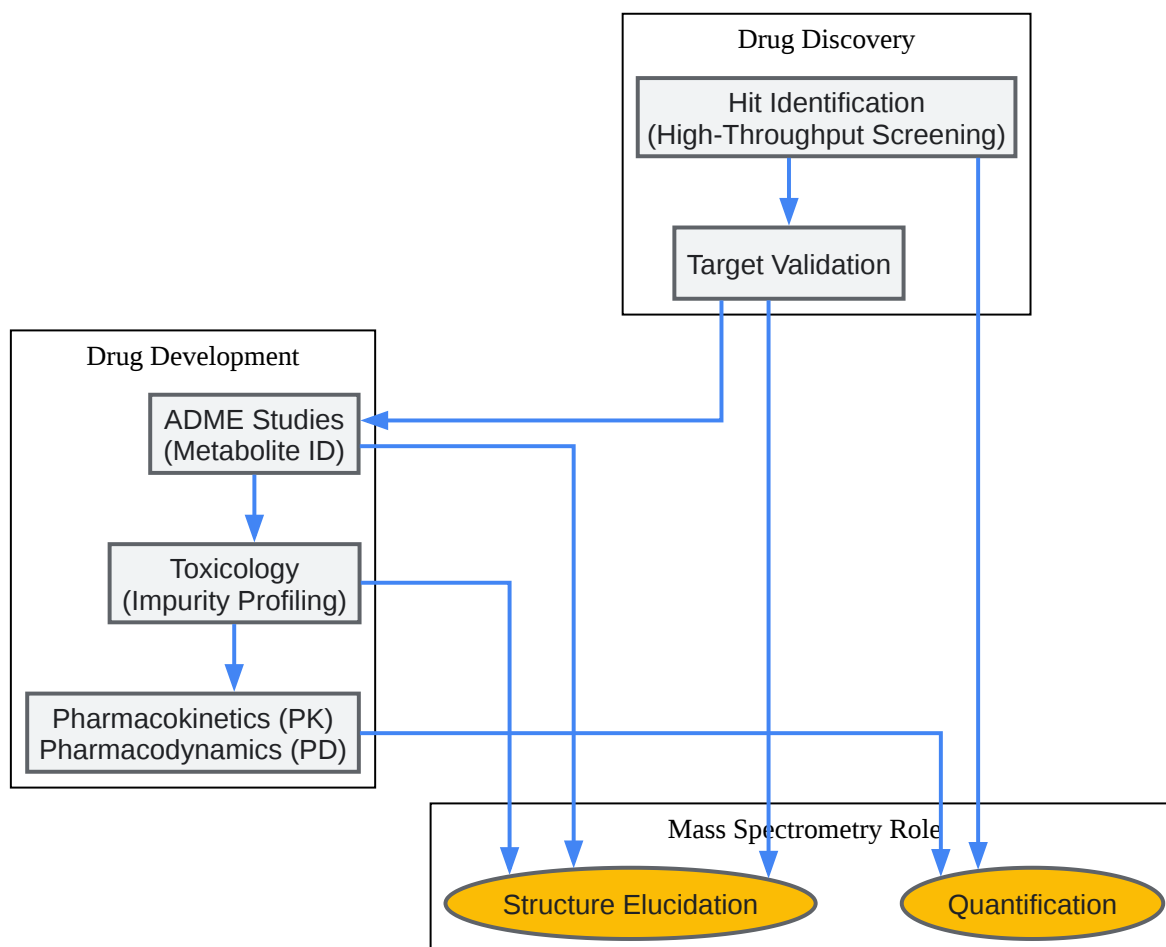 Drug Discovery
Hit Identification
(High-Throughput Screening)
Target Validation
Drug Development
ADME Studies
(Metabolite ID)
Toxicology
(Impurity Profiling)
Pharmacokinetics (PK)
Pharmacodynamics (PD)
Mass Spectrometry Role
Structure Elucidation
Quantification